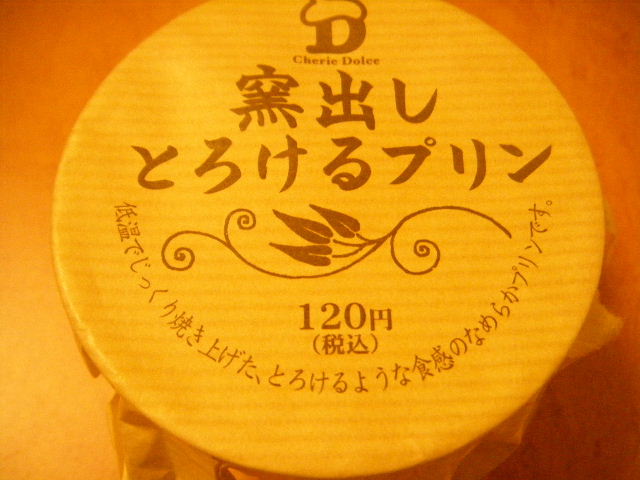 D
Cherie Dolce
窯出し
とろけるプリン
120円
(税込)
低温でじっくり焼き上げた、とろけるような食感のなめらかプリンです。